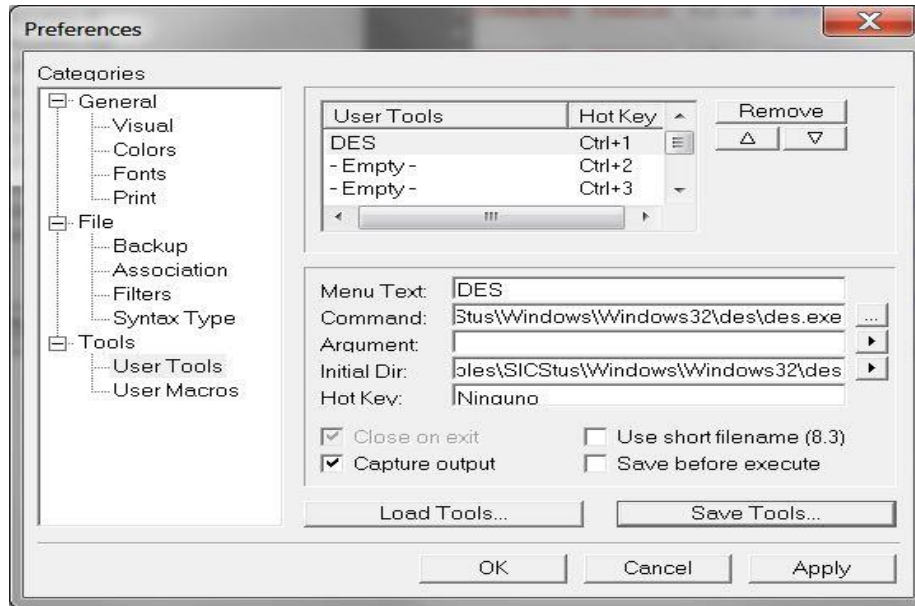 Preferences
X
Categories
General
Visual
Colors
Fonts
Print
File
Backup
Association
Filters
Syntax Type
Tools
User Tools
User Macros
User Tools Hot Key
DES Ctrl+1
- Empty - Ctrl+2
- Empty - Ctrl+3
Remove
Menu Text: DES
Command: Stus\Windows\Windows32\des\des.exe ...
Argument:
Initial Dir: oles\SICStus\Windows\Windows32\des
Hot Key: Ninguno
Close on exit Use short filename (8.3)
Capture output Save before execute
Load Tools... Save Tools...
OK Cancel Apply